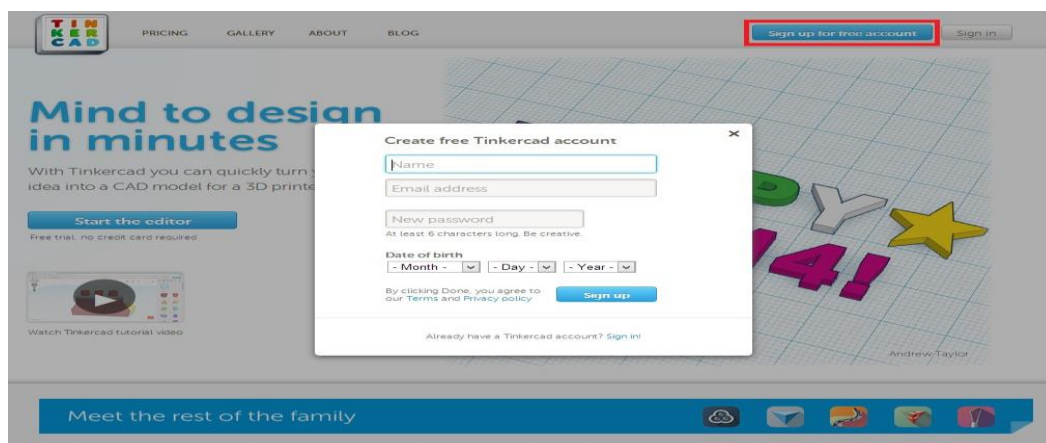 TIN
KER
CAD
PRICING GALLERY ABOUT BLOG
Sign up for free account
Sign in
Mind to design
in minutes
With Tinkercad you can quickly turn
idea into a CAD model for a 3D
Start the editor
Free trial, no credit card required
Watch Tinkercad tutorial video
Create free Tinkercad account
×
Name
Email address
New password
At least 6 characters long. Be creative.
Date of birth
- Month - - Day - - Year -
By clicking Done, you agree to
our Terms and Privacy policy
Sign up
Already have a Tinkercad account? Sign in!
PY
14!
Andrew Taylor
Meet the rest of the family